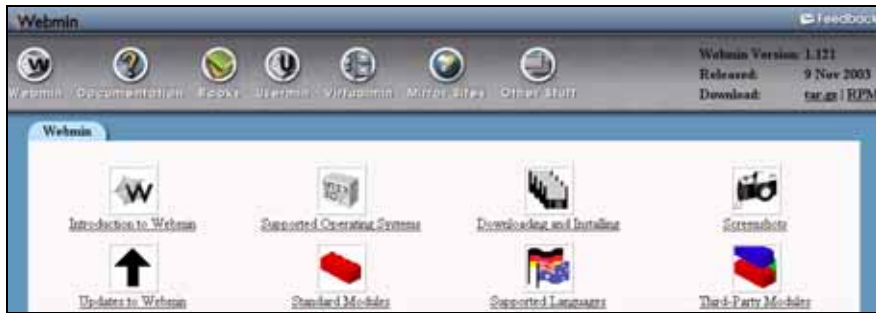 Webmin
Feedback
Webmin Documentation Books Usermin Virtualmin Mirror Sites Other Stuff
Webmin Version: 1.121
Released: 9 Nov 2003
Download: tar.gz | RPM
Webmin
Introduction to Webmin
Supported Operating Systems
Downloading and Installing
Screenshots
Updates to Webmin
Standard Modules
Supported Languages
Third-Party Modules